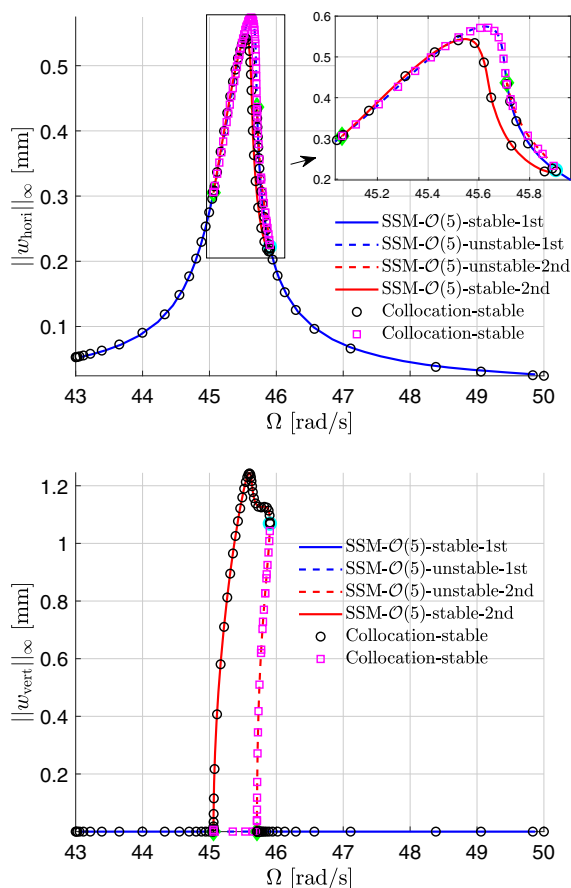 0.6
0.5
0.4
0.3
0.2
45.2 45.4 45.6 45.8
0.5
0.4
0.3
0.2
0.1
||w_hori||_∞ [mm]
SSM-𝒪(5)-stable-1st
SSM-𝒪(5)-unstable-1st
SSM-𝒪(5)-unstable-2nd
SSM-𝒪(5)-stable-2nd
Collocation-stable
Collocation-stable
43 44 45 46 47 48 49 50
Ω [rad/s]
1.2
1
0.8
0.6
0.4
0.2
||w_vert||_∞ [mm]
SSM-𝒪(5)-stable-1st
SSM-𝒪(5)-unstable-1st
SSM-𝒪(5)-unstable-2nd
SSM-𝒪(5)-stable-2nd
Collocation-stable
Collocation-stable
43 44 45 46 47 48 49 50
Ω [rad/s]